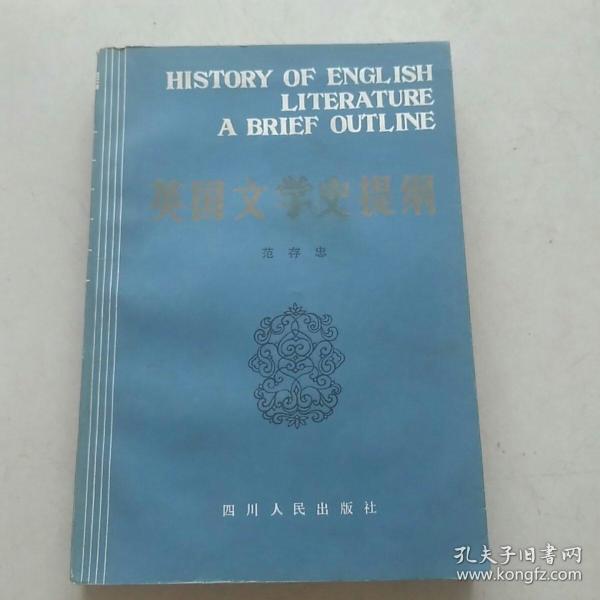 HISTORY OF ENGLISH
LITERATURE
A BRIEF OUTLINE
英国文学史提纲
范存忠
四川人民出版社
孔夫子旧书网
www.kongfz.com